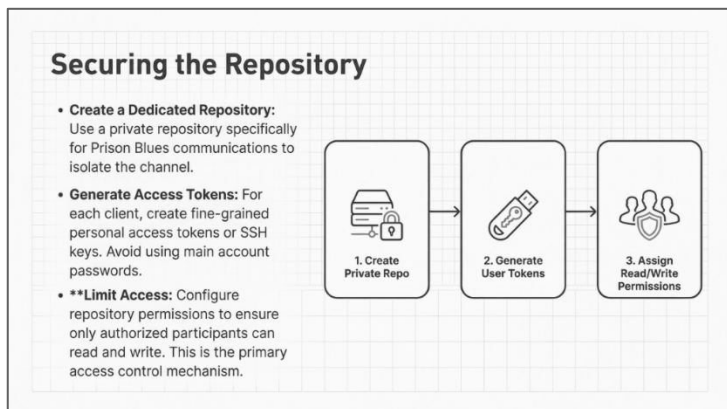 Securing the Repository
• Create a Dedicated Repository:
Use a private repository specifically
for Prison Blues communications to
isolate the channel.
• Generate Access Tokens: For
each client, create fine-grained
personal access tokens or SSH
keys. Avoid using main account
passwords.
• **Limit Access: Configure
repository permissions to ensure
only authorized participants can
read and write. This is the primary
access control mechanism.
1. Create
Private Repo
2. Generate
User Tokens
3. Assign
Read/Write
Permissions